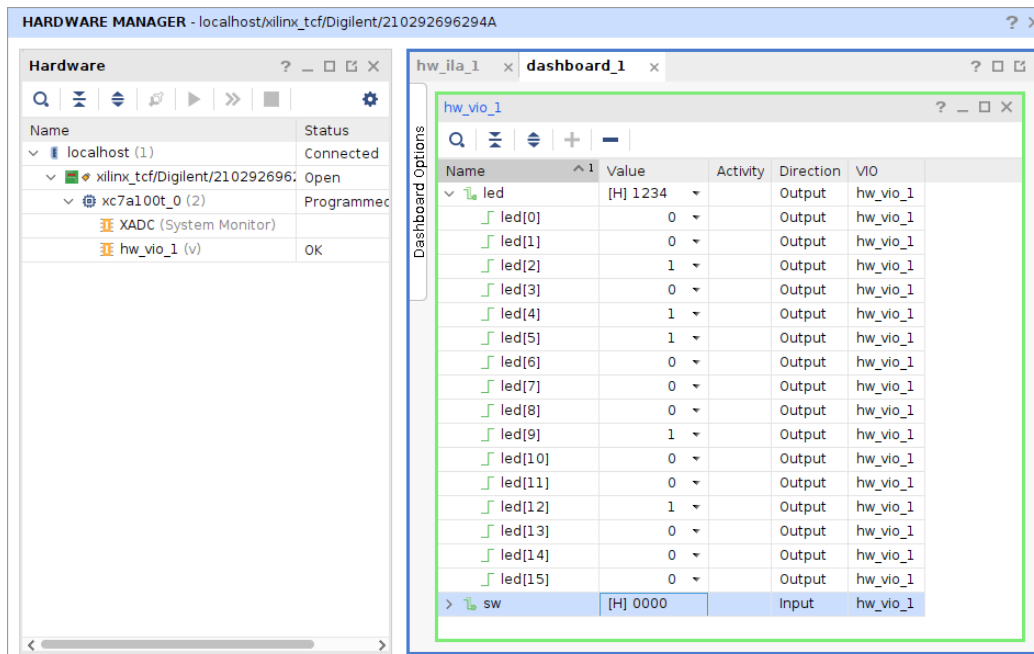 HARDWARE MANAGER - localhost/xilinx_tcf/Digilent/210292696294A
Hardware
Name Status
localhost (1) Connected
xilinx_tcf/Digilent/2102926962 Open
xc7a100t_0 (2) Programmed
XADC (System Monitor)
hw_vio_1 (v) OK
hw_ila_1 dashboard_1
Dashboard Options
hw_vio_1
Name 1 Value Activity Direction VIO
led [H] 1234 Output hw_vio_1
led[0] 0 Output hw_vio_1
led[1] 0 Output hw_vio_1
led[2] 1 Output hw_vio_1
led[3] 0 Output hw_vio_1
led[4] 1 Output hw_vio_1
led[5] 1 Output hw_vio_1
led[6] 0 Output hw_vio_1
led[7] 0 Output hw_vio_1
led[8] 0 Output hw_vio_1
led[9] 1 Output hw_vio_1
led[10] 0 Output hw_vio_1
led[11] 0 Output hw_vio_1
led[12] 1 Output hw_vio_1
led[13] 0 Output hw_vio_1
led[14] 0 Output hw_vio_1
led[15] 0 Output hw_vio_1
sw [H] 0000 Input hw_vio_1